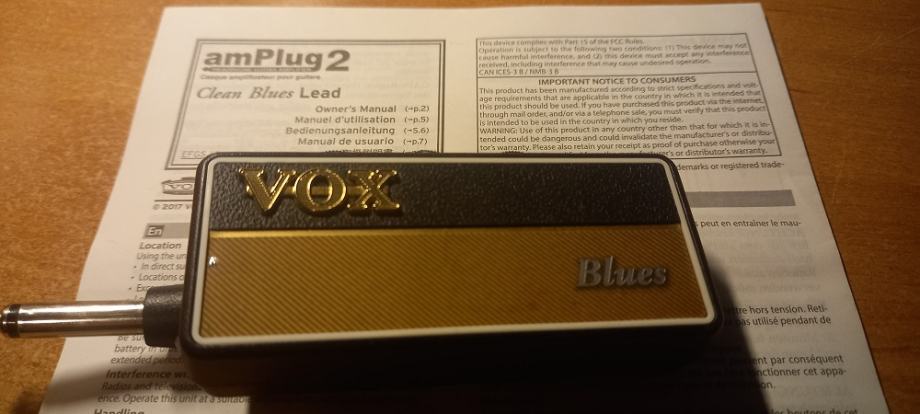 amPlug2
Casque amplificateur pour guitare.
Clean Blues Lead
Owner's Manual (→p.2)
Manuel d'utilisation (→p.5)
Bedienungsanleitung (→S.6)
Manual de usuario (→p.7)
EFGS
This device complies with Part 15 of the FCC Rules.
Operation is subject to the following two conditions: (1) This device may not
cause harmful interference, and (2) this device must accept any interference
received, including interference that may cause undesired operation.
CAN ICES-3 B / NMB-3 B
IMPORTANT NOTICE TO CONSUMERS
This product has been manufactured according to strict specifications and volt-
age requirements that are applicable in the country in which it is intended that
this product should be used. If you have purchased this product via the internet,
through mail order, and/or via a telephone sale, you must verify that this product
is intended to be used in the country in which you reside.
WARNING: Use of this product in any country other than that for which it is in-
tended could be dangerous and could invalidate the manufacturer's or distribu-
tor's warranty. Please also retain your receipt as proof of purchase otherwise your
or distributor's warranty.
or registered trade-
VOX
Blues
© 2017
En
Location
Using the
In direct
Locations
battery in
extended period.
Radios and
ence. Operate this unit at a suitable
Handling
peut en entraîner le mau-
hors tension. Reti-
pas utilisé pendant de
par conséquent
fonctionner cet appa-